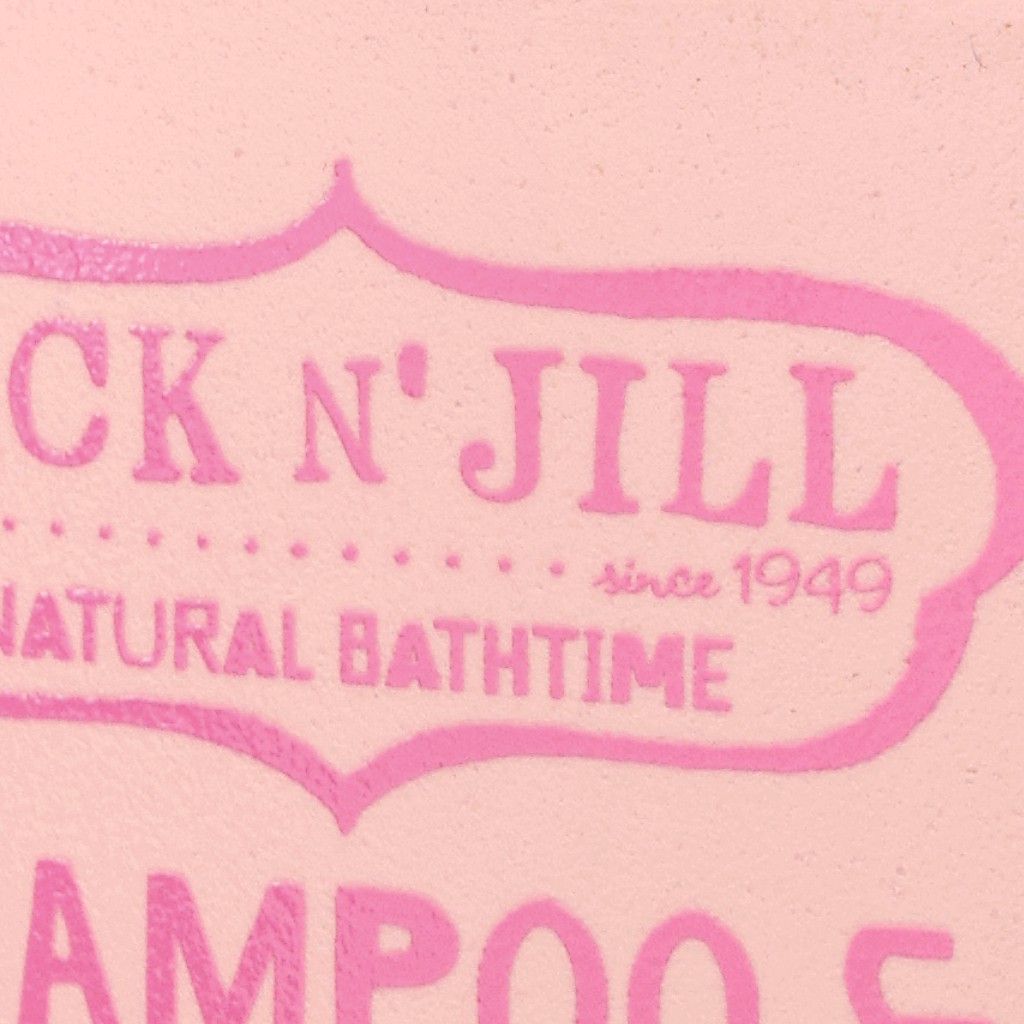 CK N' JILL
since 1949
NATURAL BATHTIME
AMPOO